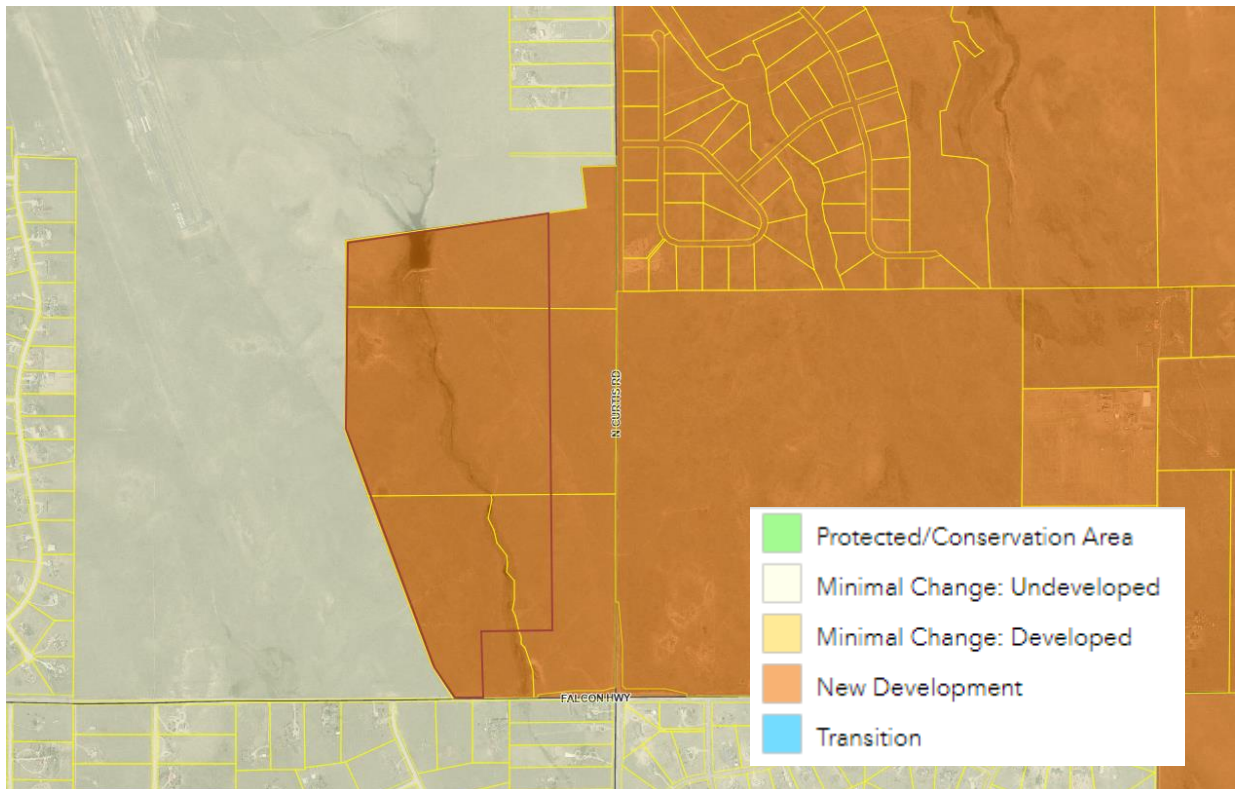 N CURTIS RD
FALCON HWY
Protected/Conservation Area
Minimal Change: Undeveloped
Minimal Change: Developed
New Development
Transition